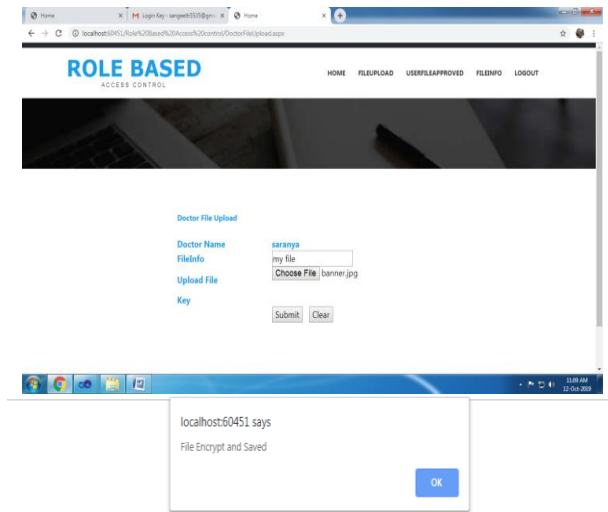 Home
Login Key - sangeeth5535@gm
Home
localhost:60451/Role%20Based%20Access%20control/DoctorFileUpload.aspx
ROLE BASED
ACCESS CONTROL
HOME FILEUPLOAD USERFILEAPPROVED FILEINFO LOGOUT
Doctor File Upload
Doctor Name saranya
FileInfo my file
Upload File Choose File banner.jpg
Key
Submit Clear
11:09 AM
12-Oct-2019
localhost:60451 says
File Encrypt and Saved
OK